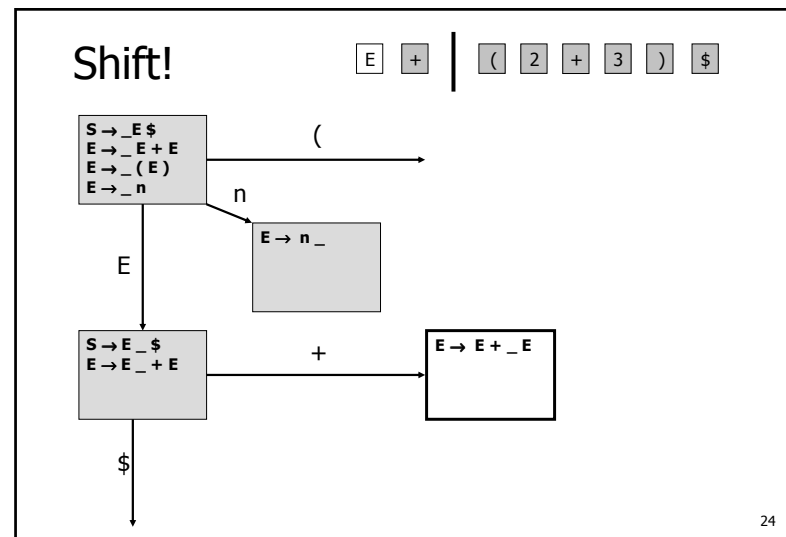 Shift!
E + ( 2 + 3 ) $
S → _E $
E → _ E + E
E → _ ( E )
E → _ n
(
n
E → n _
E
S → E _ $
E → E _ + E
+
E → E + _ E
$
24